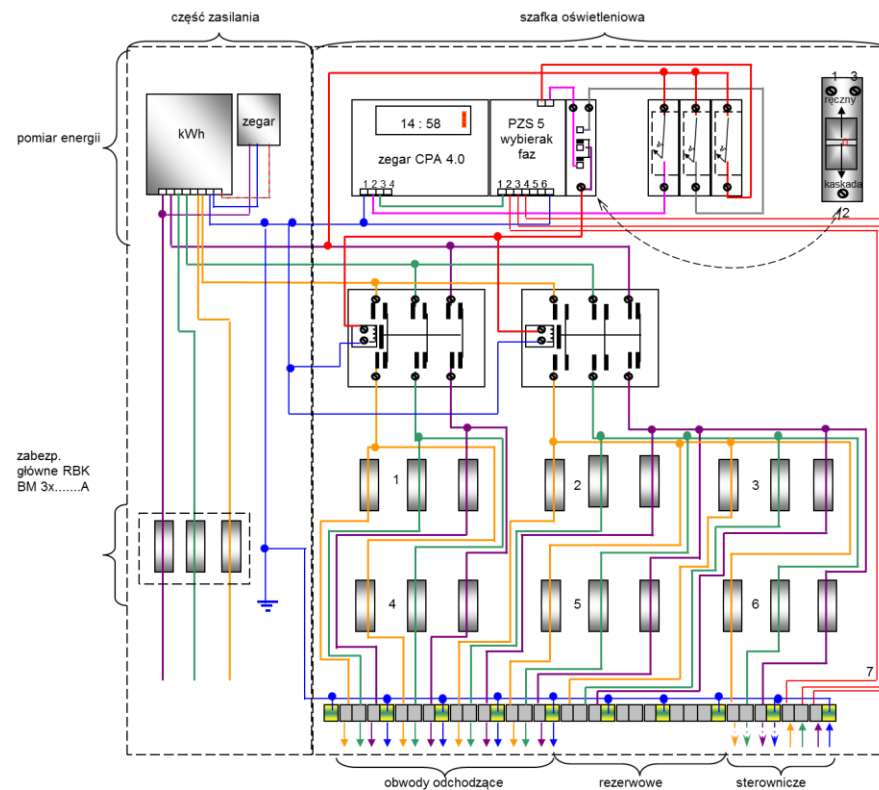 część zasilania
szafka oświetleniowa
pomiar energii
kWh
zegar
14 : 58
zegar CPA 4.0
1 2 3 4
PZS 5
wybierak
faz
1 2 3 4 5 6
1 3
ręczny
kaskada
2
zabezp.
główne RBK
BM 3x.......A
1
2
3
4
5
6
7
obwody odchodzące
rezerwowe
sterownicze